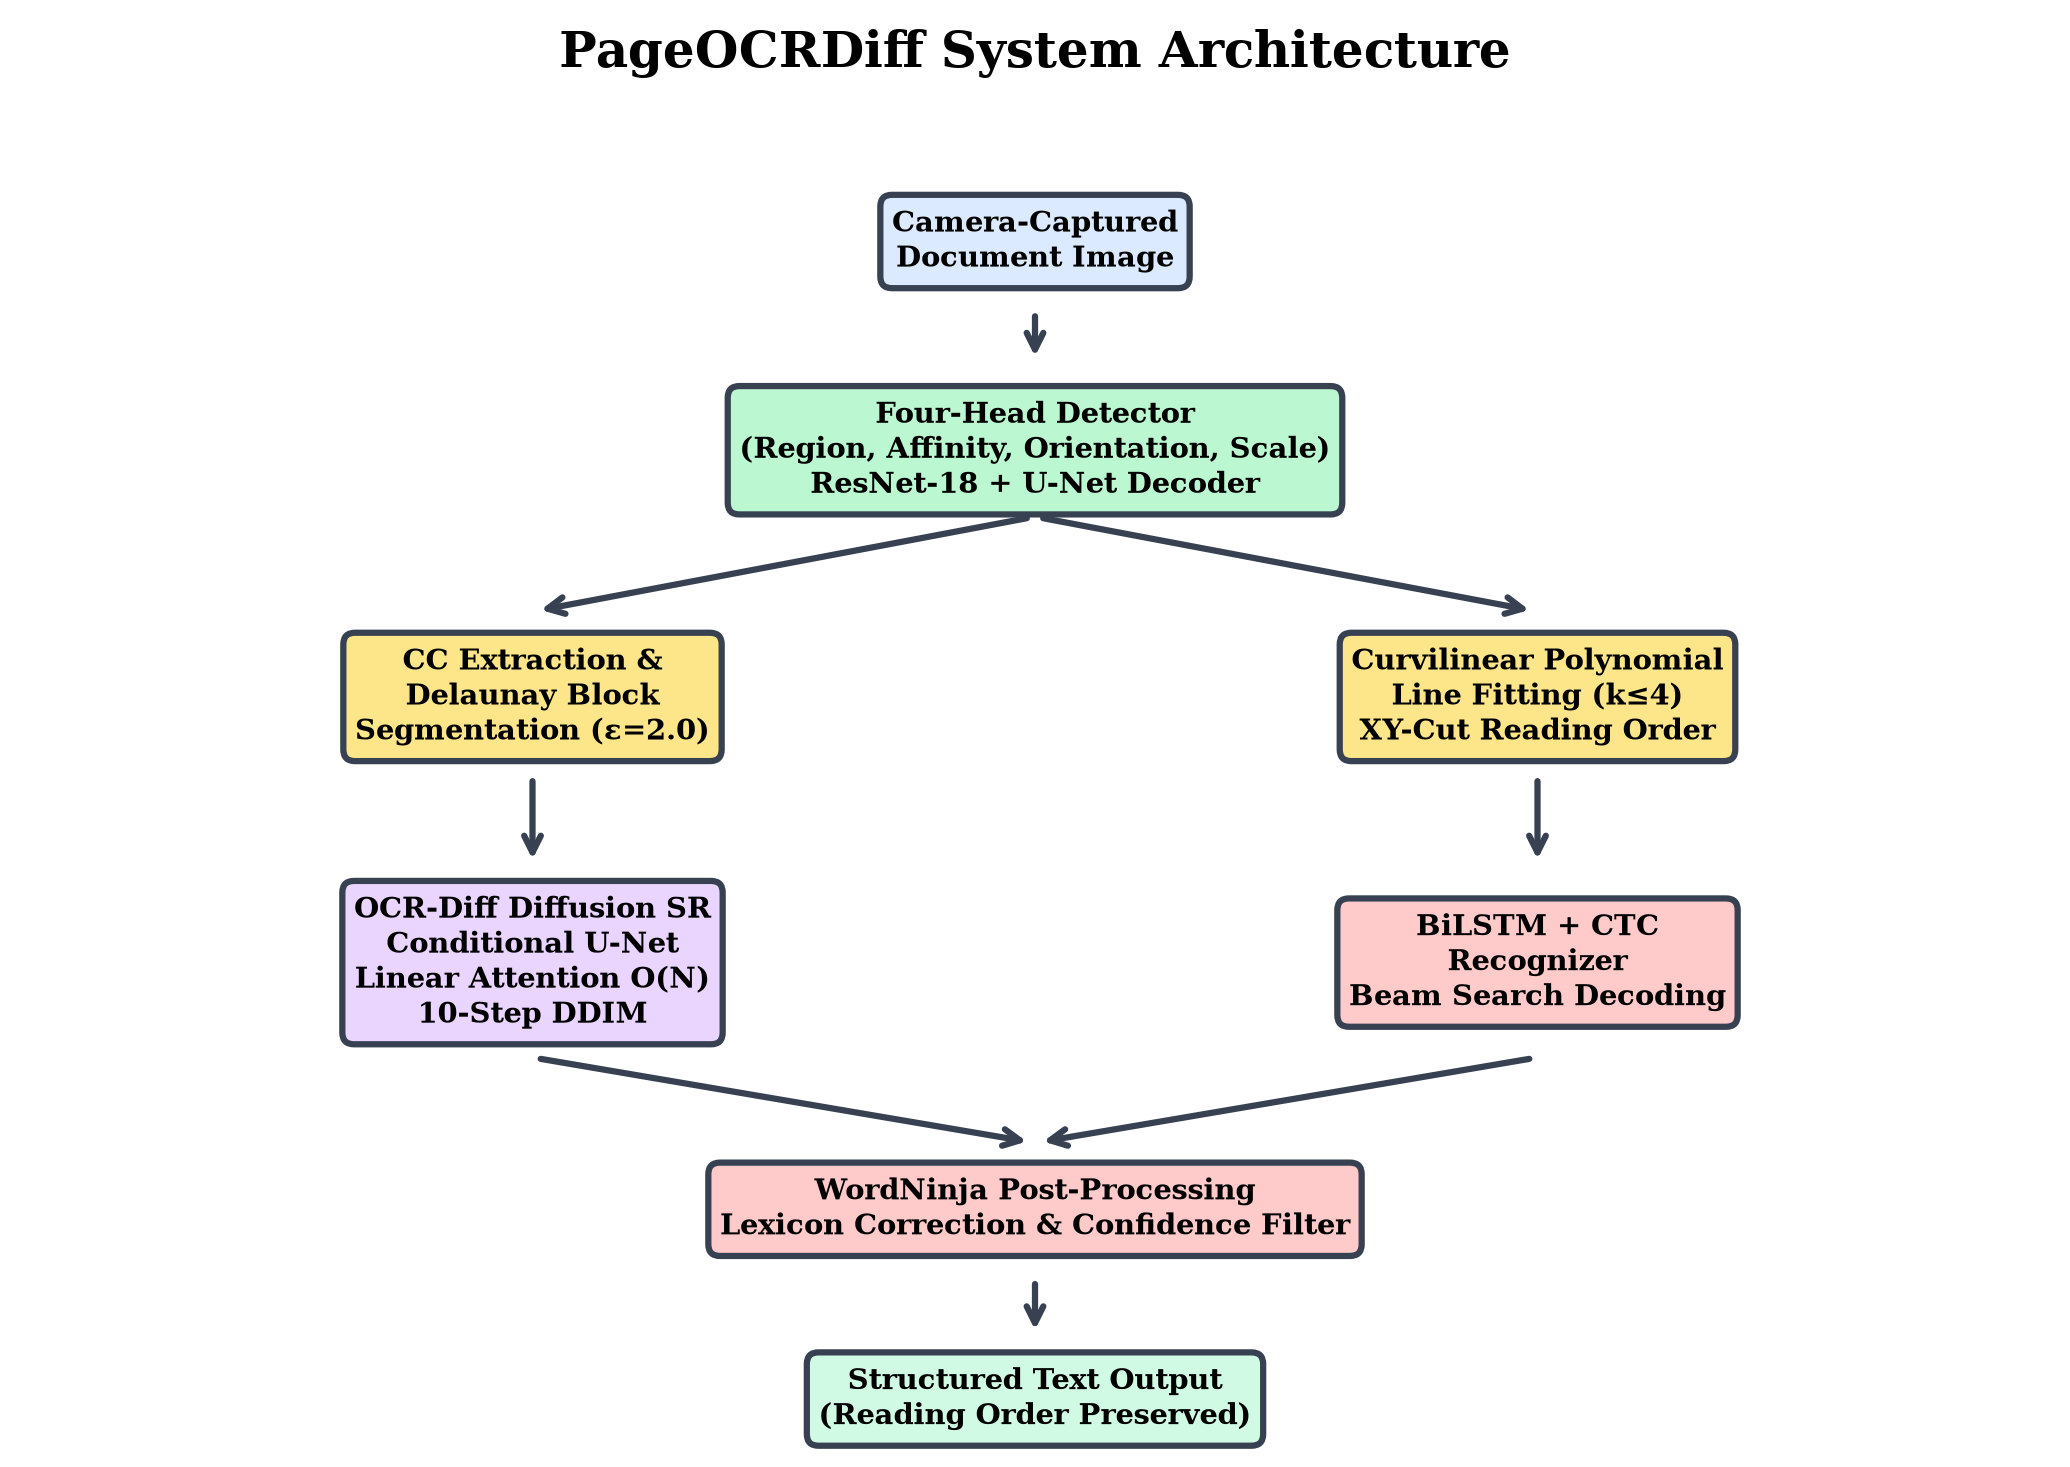 PageOCRDiff System Architecture
Camera-Captured
Document Image
Four-Head Detector
(Region, Affinity, Orientation, Scale)
ResNet-18 + U-Net Decoder
CC Extraction &
Delaunay Block
Segmentation (ε=2.0)
Curvilinear Polynomial
Line Fitting (k≤4)
XY-Cut Reading Order
OCR-Diff Diffusion SR
Conditional U-Net
Linear Attention O(N)
10-Step DDIM
BiLSTM + CTC
Recognizer
Beam Search Decoding
WordNinja Post-Processing
Lexicon Correction & Confidence Filter
Structured Text Output
(Reading Order Preserved)